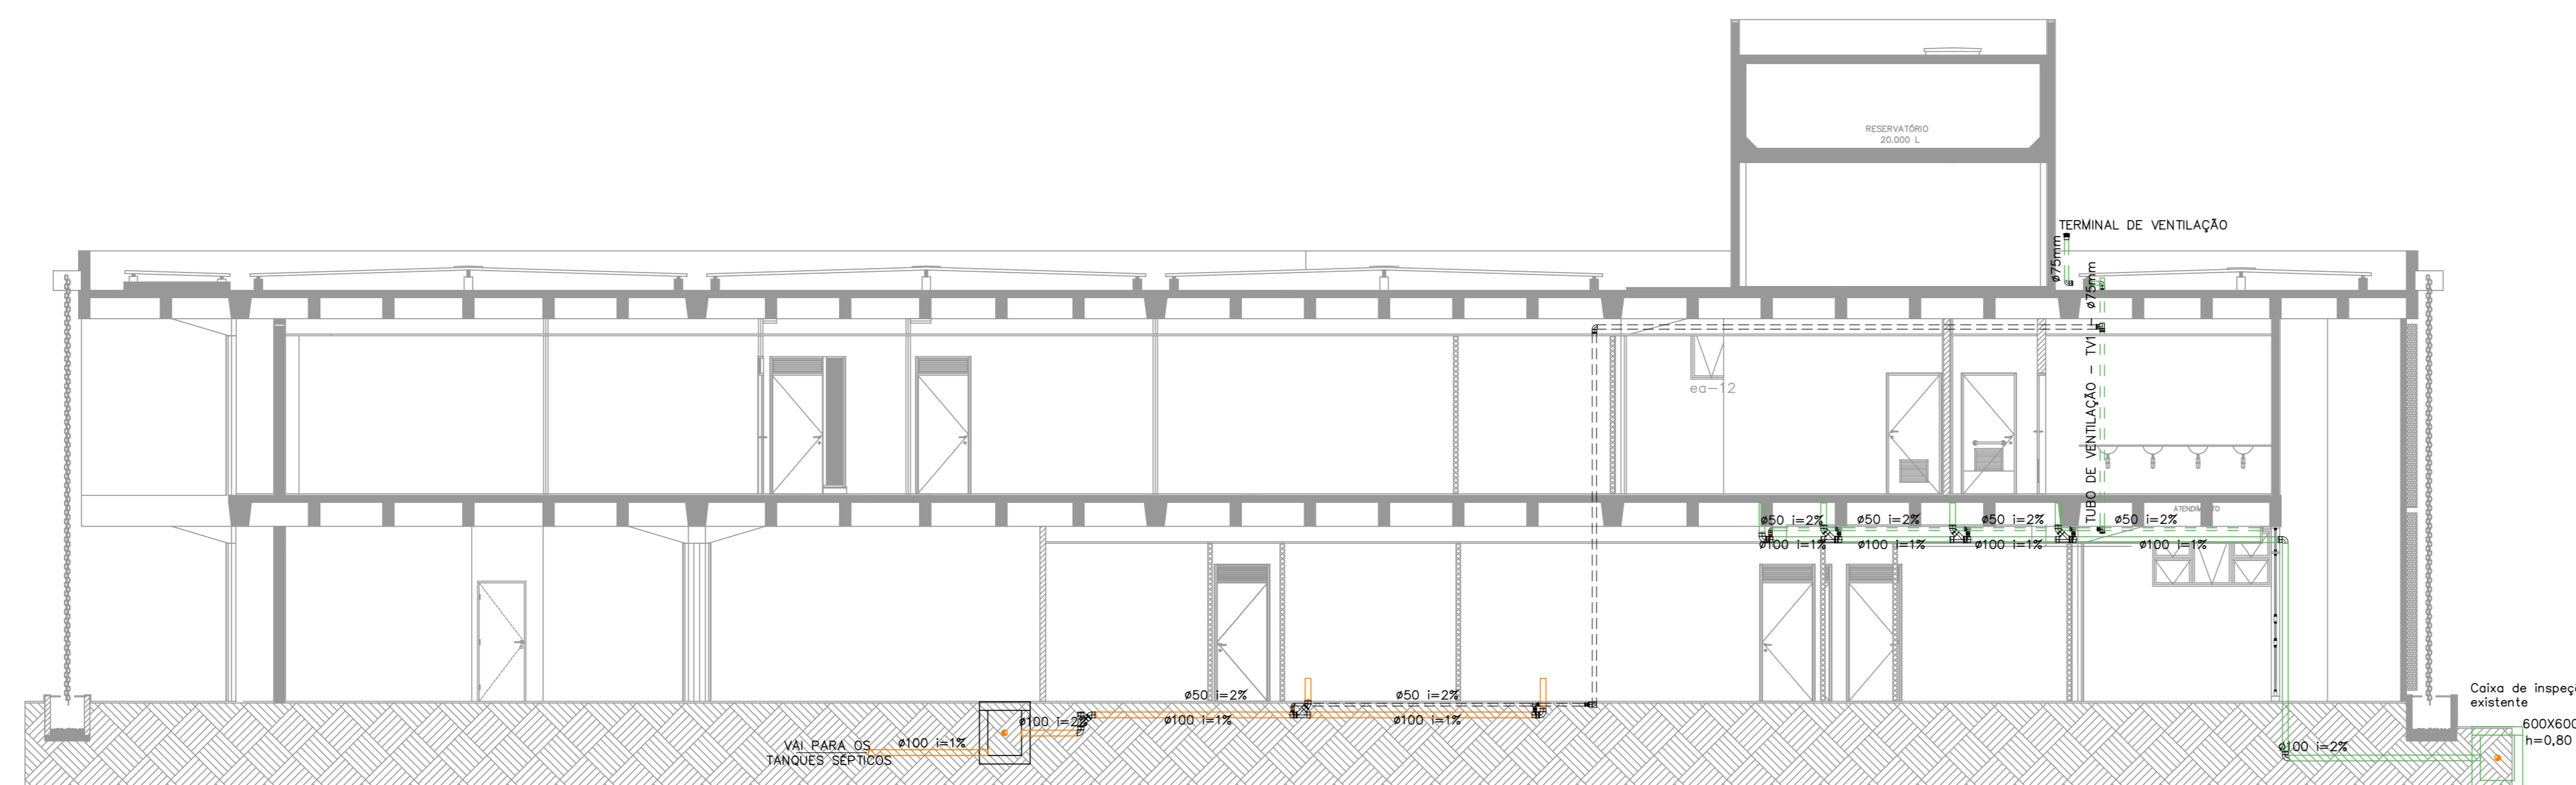 RESERVATÓRIO
20.000 L
TERMINAL DE VENTILAÇÃO
ø75mm
TUBO DE VENTILAÇÃO - TV1 - ø75mm
ea-12
ATENDIMENTO
ø50 i=2%
ø50 i=2%
ø50 i=2%
ø50 i=2%
ø100 i=1%
ø100 i=1%
ø100 i=1%
ø100 i=1%
ø50 i=2%
ø50 i=2%
ø100 i=2%
ø100 i=1%
ø100 i=1%
VAI PARA OS
TANQUES SÉPTICOS
ø100 i=1%
ø100 i=2%
Caixa de inspeç
existente
600X600
h=0,80